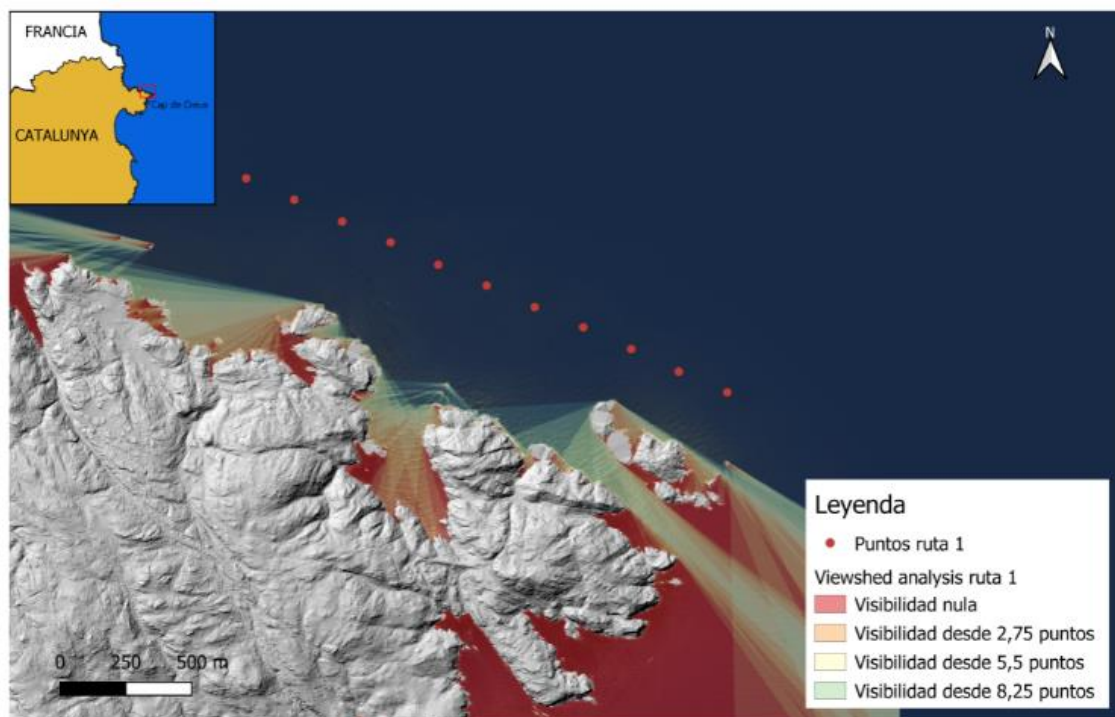 FRANCIA
Cap de Creus
CATALUNYA
N
Leyenda
Puntos ruta 1
Viewshed analysis ruta 1
Visibilidad nula
Visibilidad desde 2,75 puntos
Visibilidad desde 5,5 puntos
Visibilidad desde 8,25 puntos
0 250 500 m